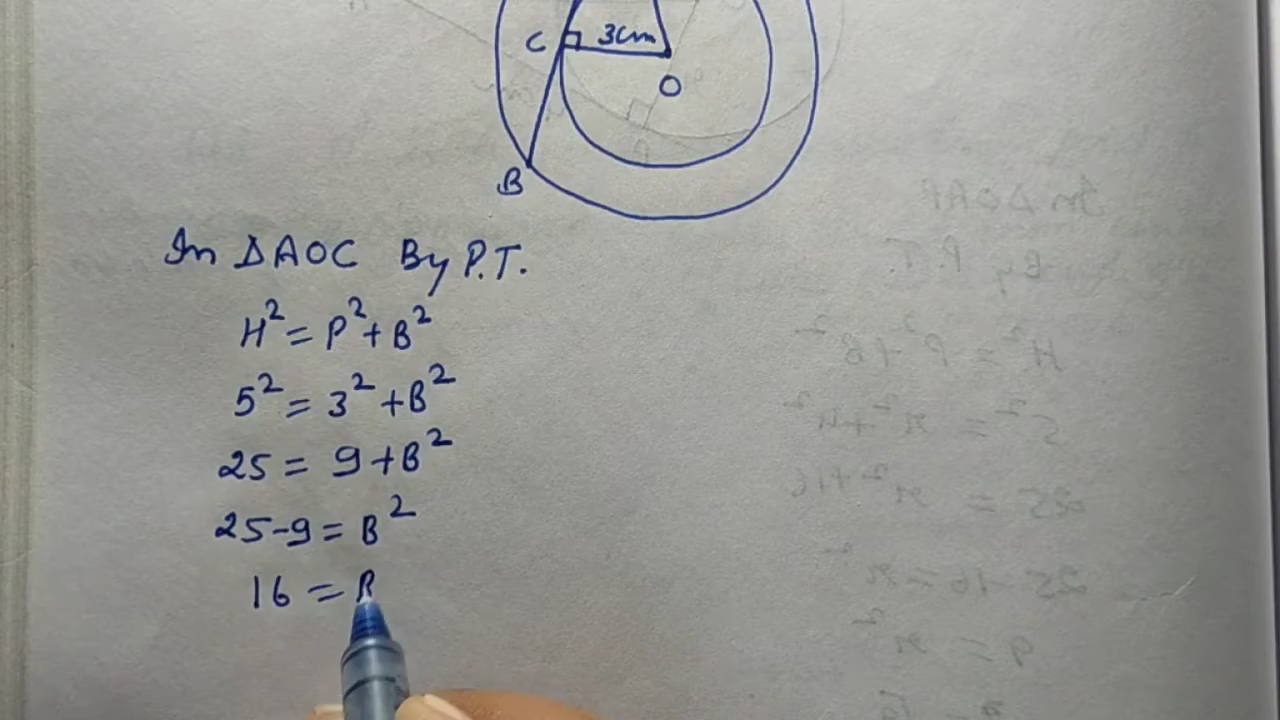 C 3cm
O
B
In ΔAOC By P.T.
H² = P² + B²
5² = 3² + B²
25 = 9 + B²
25-9 = B²
16 = B